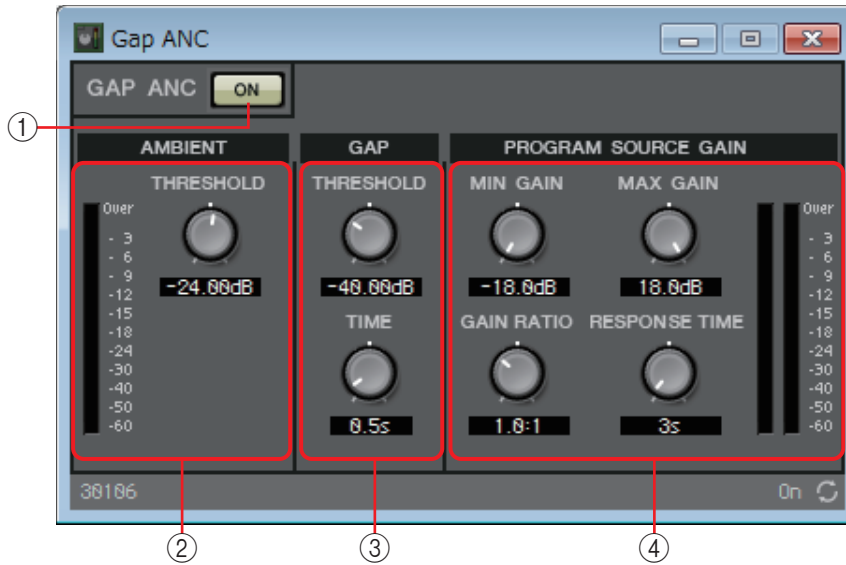 Gap ANC
GAP ANC ON
①
AMBIENT
THRESHOLD
Over
- 3
- 6
- 9
-12
-15
-18
-24
-30
-40
-50
-60
-24.00dB
GAP
THRESHOLD
-40.00dB
TIME
0.5s
PROGRAM SOURCE GAIN
MIN GAIN MAX GAIN
-18.0dB 18.0dB
GAIN RATIO RESPONSE TIME
1.0:1 3s
Over
- 3
- 6
- 9
-12
-15
-18
-24
-30
-40
-50
-60
30106 On
② ③ ④